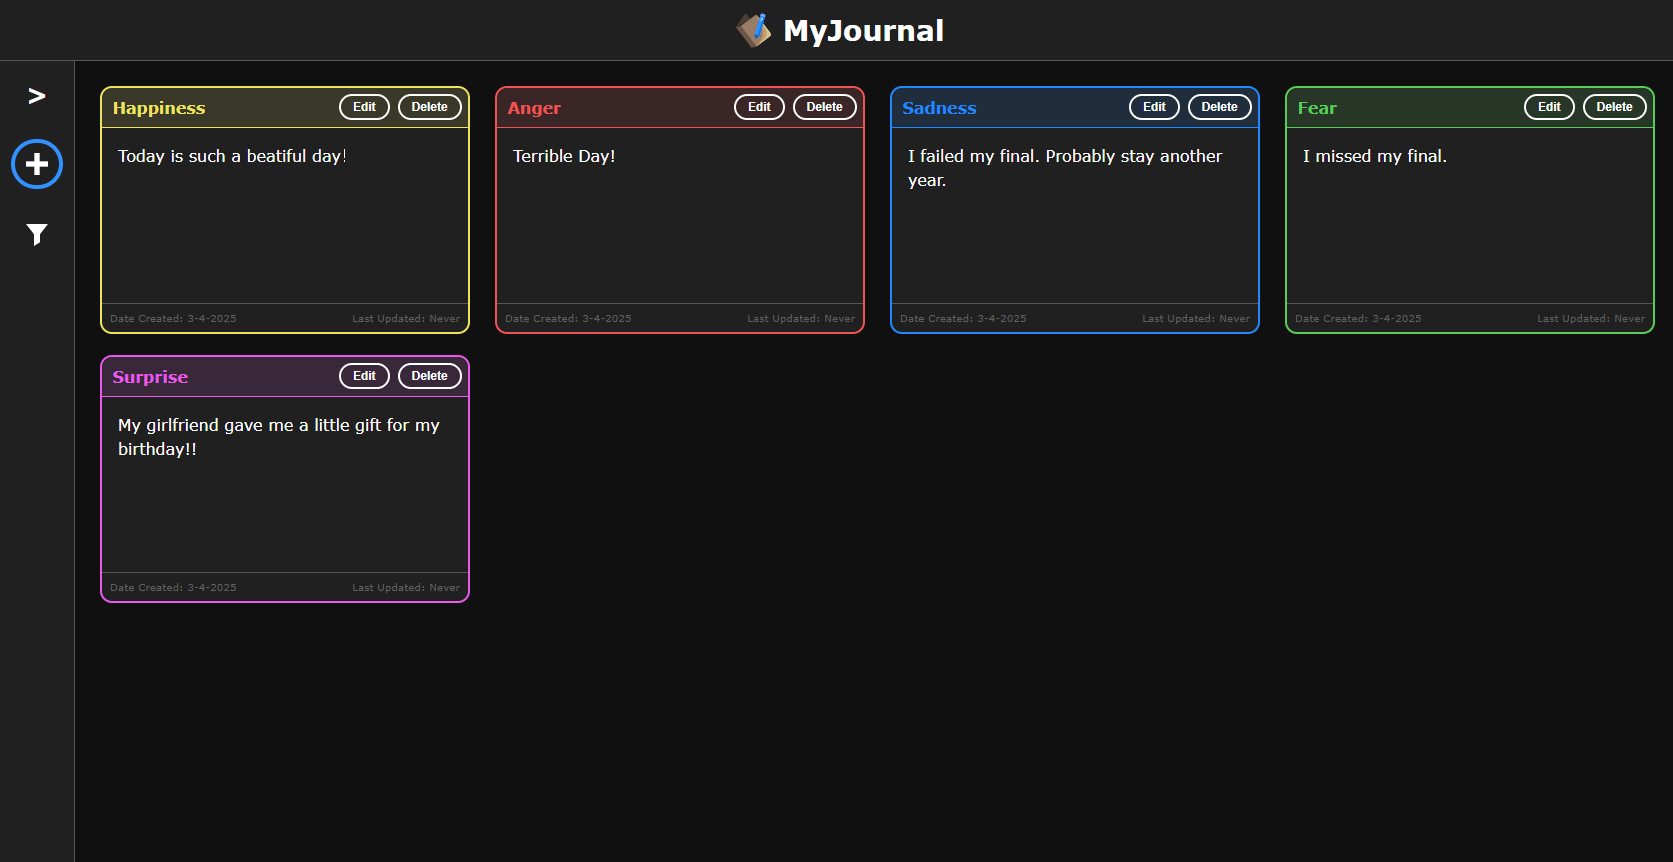 MyJournal
>
Happiness Edit Delete
Today is such a beatiful day!
Date Created: 3-4-2025 Last Updated: Never
Anger Edit Delete
Terrible Day!
Date Created: 3-4-2025 Last Updated: Never
Sadness Edit Delete
I failed my final. Probably stay another
year.
Date Created: 3-4-2025 Last Updated: Never
Fear Edit Delete
I missed my final.
Date Created: 3-4-2025 Last Updated: Never
Surprise Edit Delete
My girlfriend gave me a little gift for my
birthday!!
Date Created: 3-4-2025 Last Updated: Never